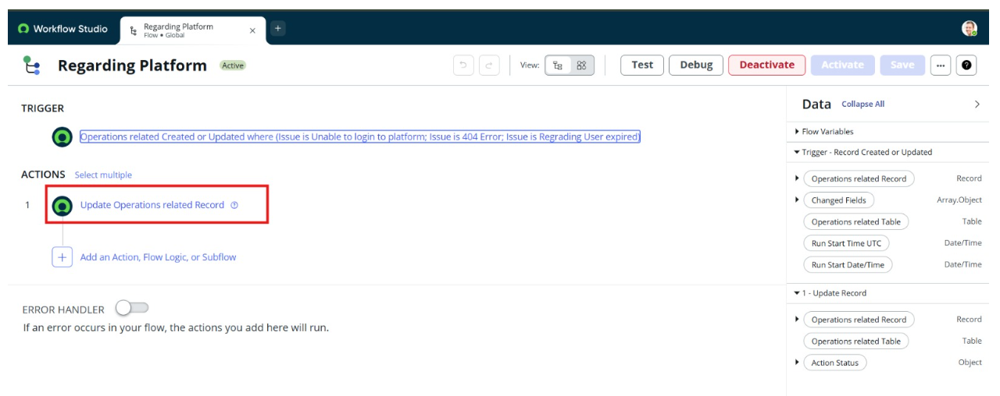 Workflow Studio
Regarding Platform
Flow • Global
Regarding Platform
Active
View:
Test
Debug
Deactivate
Activate
Save
TRIGGER
Operations related Created or Updated where (Issue is Unable to login to platform; Issue is 404 Error; Issue is Regrading User expired)
ACTIONS Select multiple
1 Update Operations related Record
Add an Action, Flow Logic, or Subflow
ERROR HANDLER
If an error occurs in your flow, the actions you add here will run.
Data Collapse All
Flow Variables
Trigger - Record Created or Updated
Operations related Record Record
Changed Fields Array.Object
Operations related Table Table
Run Start Time UTC Date/Time
Run Start Date/Time Date/Time
1 - Update Record
Operations related Record Record
Operations related Table Table
Action Status Object